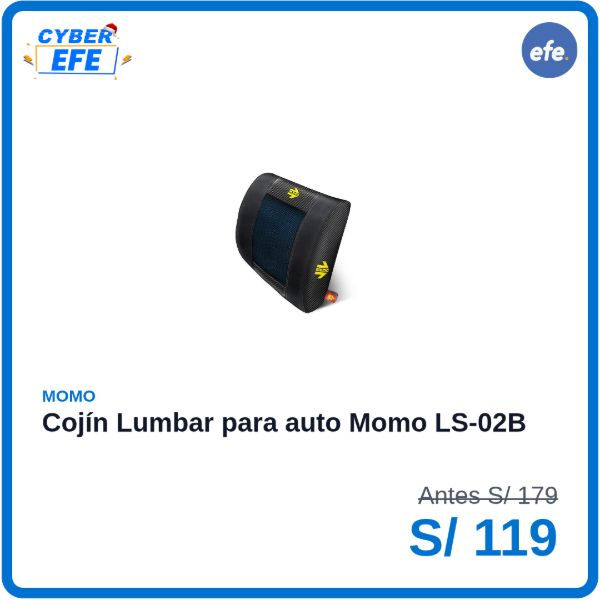 CYBER
EFE
efe.
MOMO
Cojín Lumbar para auto Momo LS-02B
Antes S/ 179
S/ 119